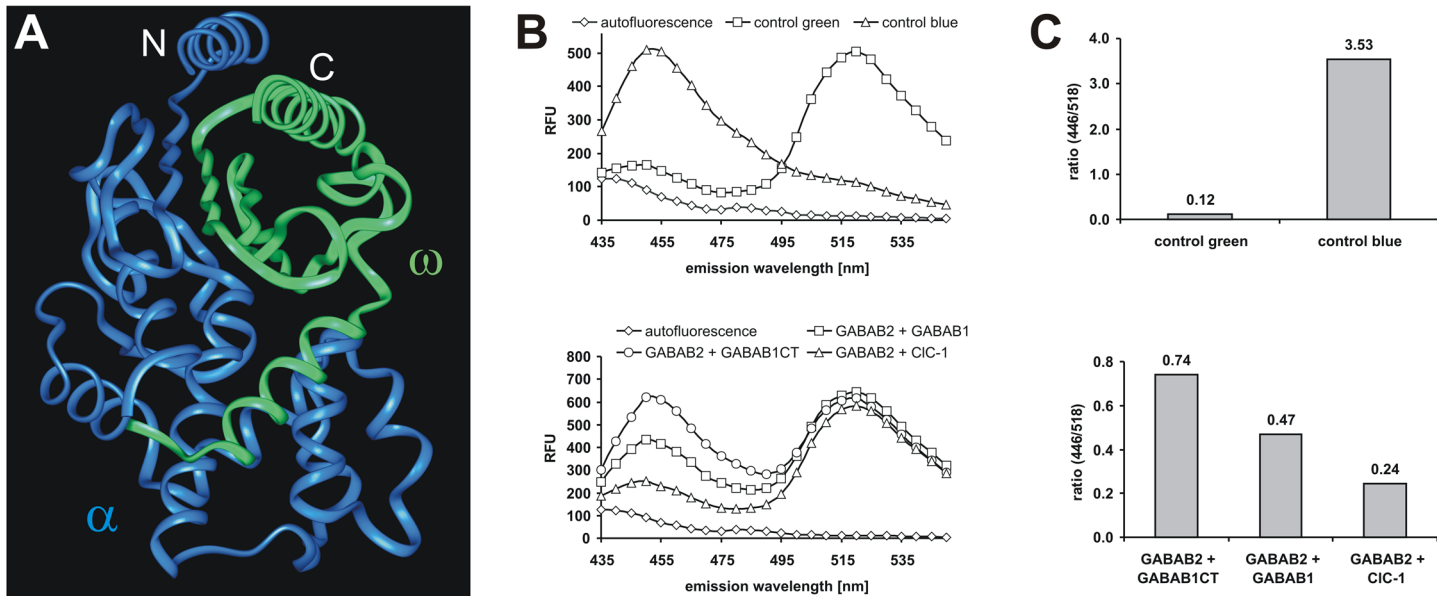 A
N
C
ω
α
B
autofluorescence control green control blue
RFU
500
400
300
200
100
0
435 455 475 495 515 535
emission wavelength [nm]
autofluorescence GABAB2 + GABAB1
GABAB2 + GABAB1CT GABAB2 + ClC-1
RFU
800
700
600
500
400
300
200
100
0
435 455 475 495 515 535
emission wavelength [nm]
C
ratio (446/518)
4.0
3.0
2.0
1.0
0.0
0.12
3.53
control green control blue
ratio (446/518)
0.8
0.6
0.4
0.2
0.0
0.74
0.47
0.24
GABAB2 + GABAB2 + GABAB2 +
GABAB1CT GABAB1 ClC-1